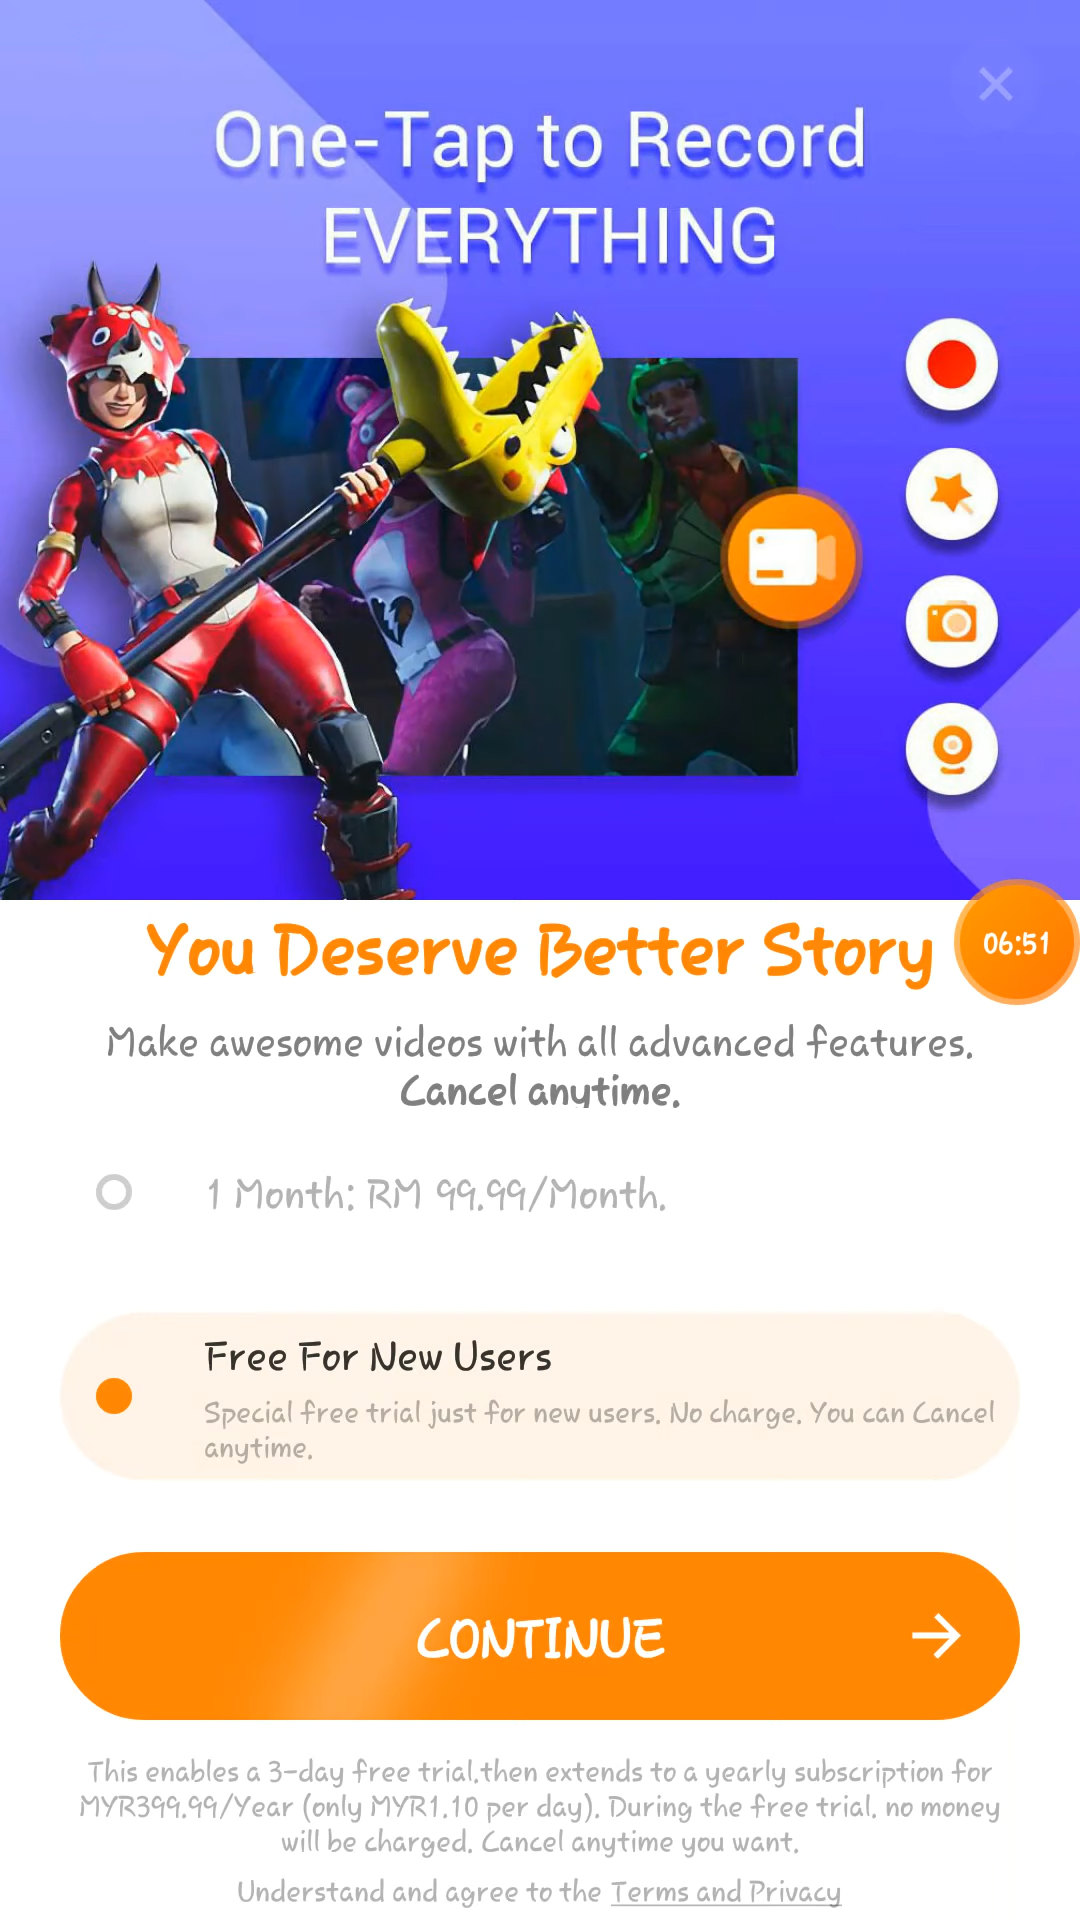 One-Tap to Record
EVERYTHING
You Deserve Better Story
06:51
Make awesome videos with all advanced features.
Cancel anytime.
1 Month: RM 99.99/Month.
Free For New Users
Special free trial just for new users. No charge. You can Cancel
anytime.
CONTINUE
This enables a 3-day free trial,then extends to a yearly subscription for
MYR399.99/Year (only MYR1.10 per day). During the free trial, no money
will be charged. Cancel anytime you want.
Understand and agree to the Terms and Privacy